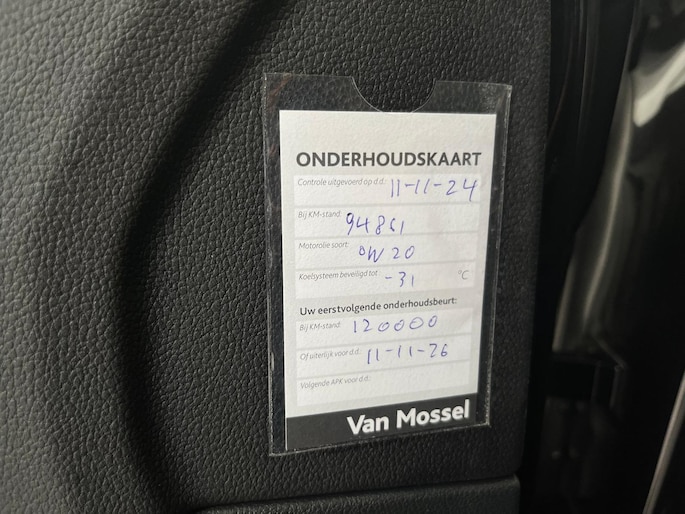 ONDERHOUDSKAART
Controle uitgevoerd op d.d.: 11-11-24
Bij KM-stand: 94861
Motorolie soort: 0W20
Koelsysteem beveiligd tot: -31 °C
Uw eerstvolgende onderhoudsbeurt:
Bij KM-stand: 120000
Of uiterlijk voor d.d.: 11-11-26
Volgende APK voor d.d.:
Van Mossel